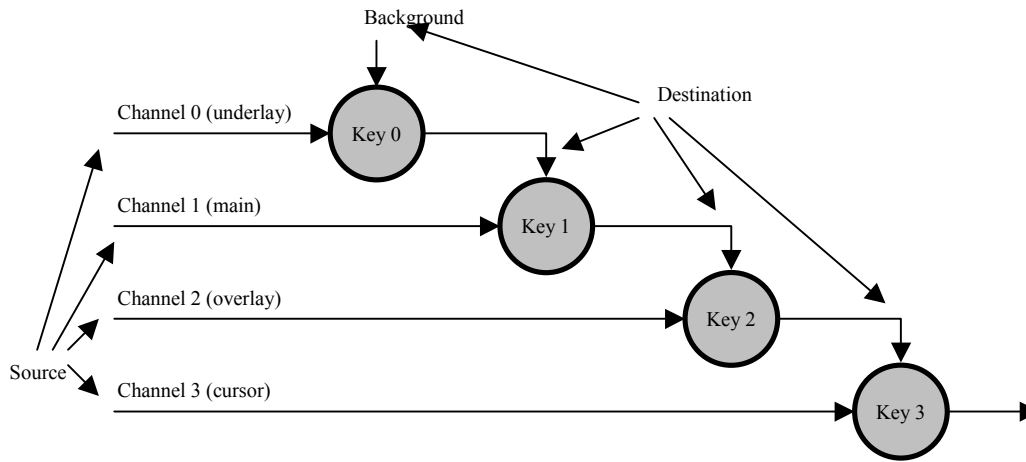 Background
Destination
Channel 0 (underlay)
Key 0
Channel 1 (main)
Key 1
Channel 2 (overlay)
Key 2
Source
Channel 3 (cursor)
Key 3